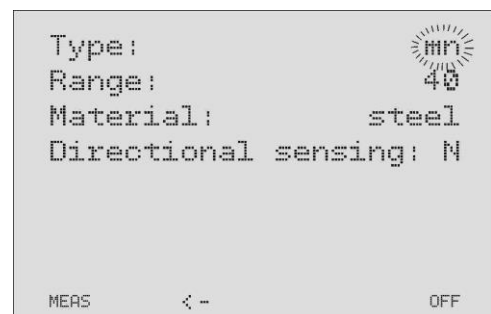 Type: mn
Range: 40
Material: steel
Directional sensing: N
MEAS <- OFF